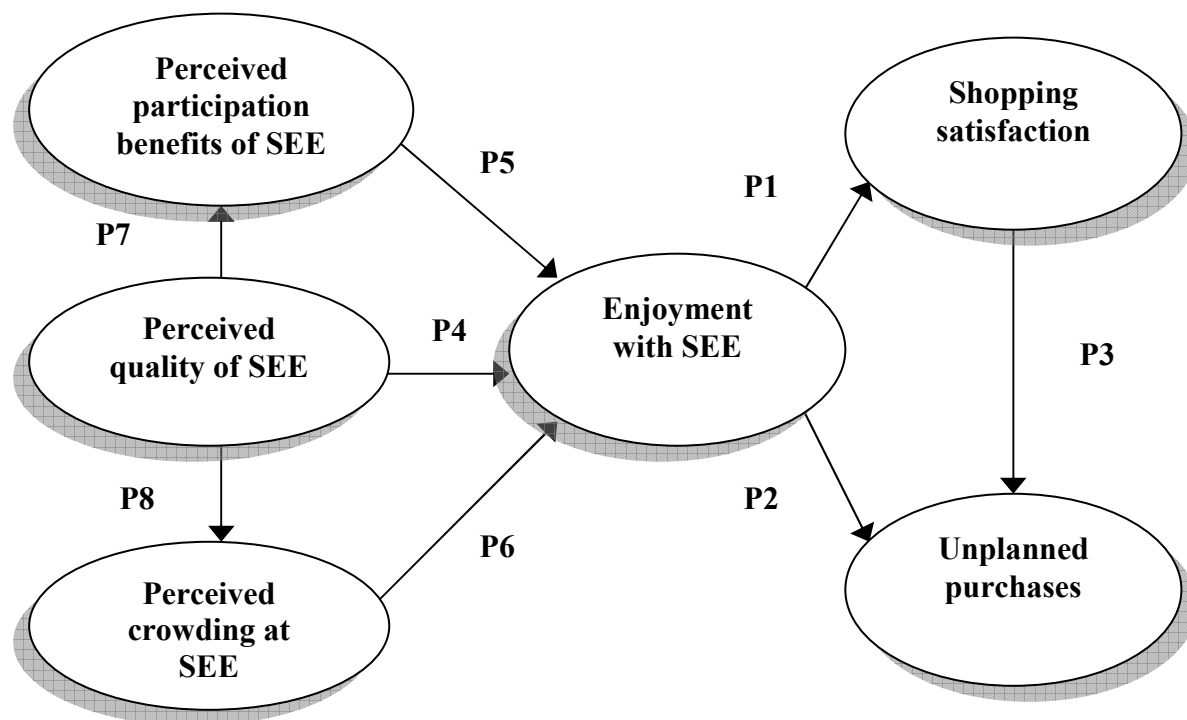 Perceived
participation
benefits of SEE
Shopping
satisfaction
P5
P1
P7
Perceived
quality of SEE
P4
Enjoyment
with SEE
P3
P8
P6
P2
Perceived
crowding at
SEE
Unplanned
purchases